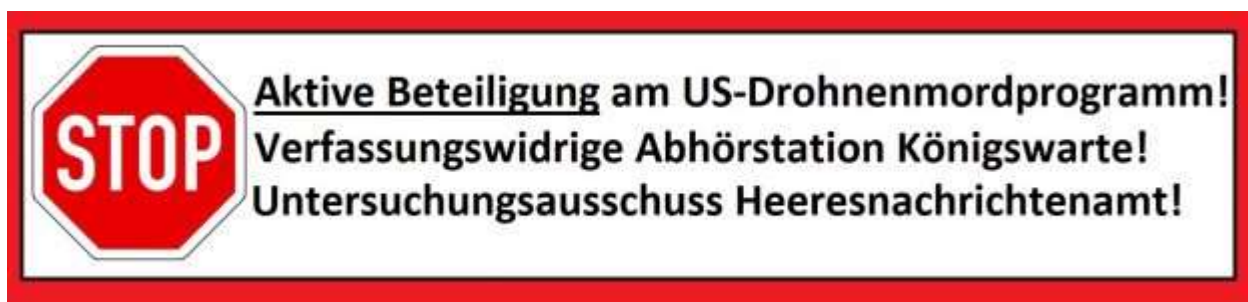 STOP
Aktive Beteiligung am US-Drohnenmordprogramm!
Verfassungswidrige Abhörstation Königswarte!
Untersuchungsausschuss Heeresnachrichtenamt!